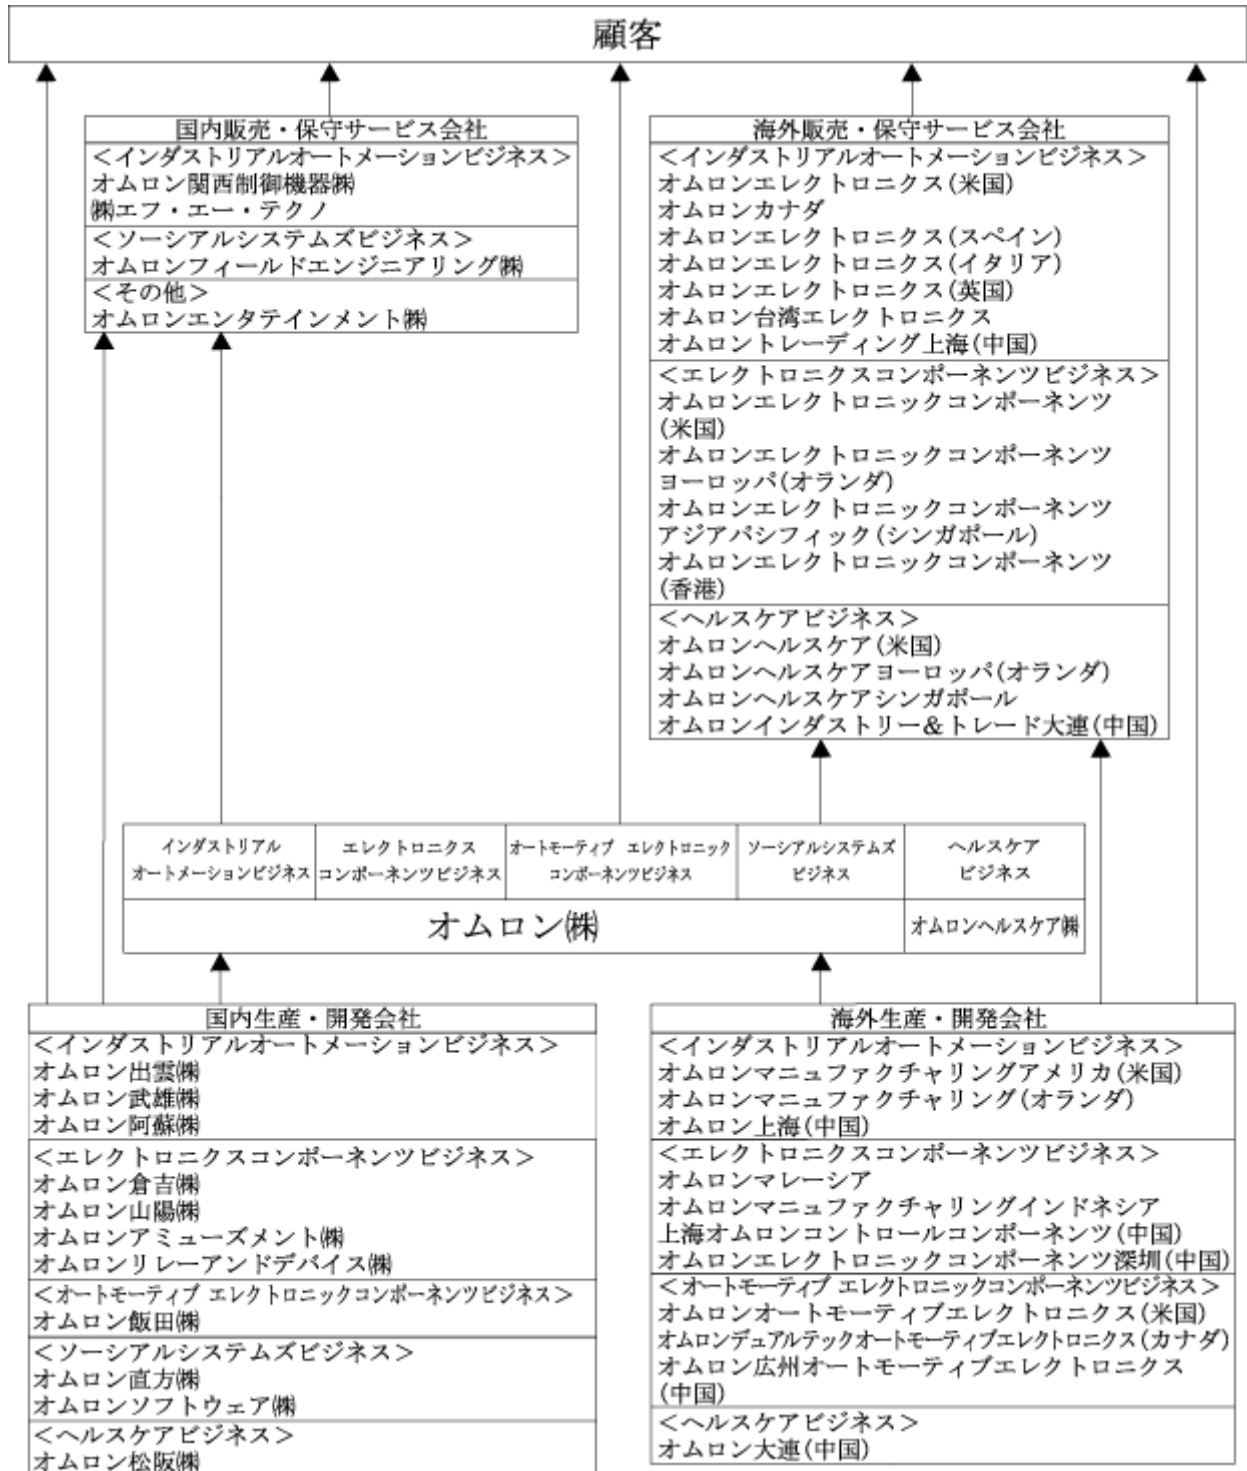 顧客
国内販売・保守サービス会社
＜インダストリアルオートメーションビジネス＞
オムロン関西制御機器㈱
㈱エフ・エー・テクノ
＜ソーシアルシステムズビジネス＞
オムロンフィールドエンジニアリング㈱
＜その他＞
オムロンエンタテインメント㈱
海外販売・保守サービス会社
＜インダストリアルオートメーションビジネス＞
オムロンエレクトロニクス(米国)
オムロンカナダ
オムロンエレクトロニクス(スペイン)
オムロンエレクトロニクス(イタリア)
オムロンエレクトロニクス(英国)
オムロン台湾エレクトロニクス
オムロントレーディング上海(中国)
＜エレクトロニクスコンポーネンツビジネス＞
オムロンエレクトロニックコンポーネンツ
(米国)
オムロンエレクトロニックコンポーネンツ
ヨーロッパ(オランダ)
オムロンエレクトロニックコンポーネンツ
アジアパシフィック(シンガポール)
オムロンエレクトロニックコンポーネンツ
(香港)
＜ヘルスケアビジネス＞
オムロンヘルスケア(米国)
オムロンヘルスケアヨーロッパ(オランダ)
オムロンヘルスケアシンガポール
オムロンインダストリー＆トレード大連(中国)
インダストリアル
オートメーションビジネス
エレクトロニクス
コンポーネンツビジネス
オートモーティブ エレクトロニック
コンポーネンツビジネス
ソーシアルシステムズ
ビジネス
ヘルスケア
ビジネス
オムロン㈱
オムロンヘルスケア㈱
国内生産・開発会社
＜インダストリアルオートメーションビジネス＞
オムロン出雲㈱
オムロン武雄㈱
オムロン阿蘇㈱
＜エレクトロニクスコンポーネンツビジネス＞
オムロン倉吉㈱
オムロン山陽㈱
オムロンアミューズメント㈱
オムロンリレーアンドデバイス㈱
＜オートモーティブ エレクトロニックコンポーネンツビジネス＞
オムロン飯田㈱
＜ソーシアルシステムズビジネス＞
オムロン直方㈱
オムロンソフトウェア㈱
＜ヘルスケアビジネス＞
オムロン松阪㈱
海外生産・開発会社
＜インダストリアルオートメーションビジネス＞
オムロンマニュファクチャリングアメリカ(米国)
オムロンマニュファクチャリング(オランダ)
オムロン上海(中国)
＜エレクトロニクスコンポーネンツビジネス＞
オムロンマレーシア
オムロンマニュファクチャリングインドネシア
上海オムロンコントロールコンポーネンツ(中国)
オムロンエレクトロニックコンポーネンツ深圳(中国)
＜オートモーティブ エレクトロニックコンポーネンツビジネス＞
オムロンオートモーティブエレクトロニクス(米国)
オムロンデュアルテックオートモーティブエレクトロニクス(カナダ)
オムロン広州オートモーティブエレクトロニクス
(中国)
＜ヘルスケアビジネス＞
オムロン大連(中国)